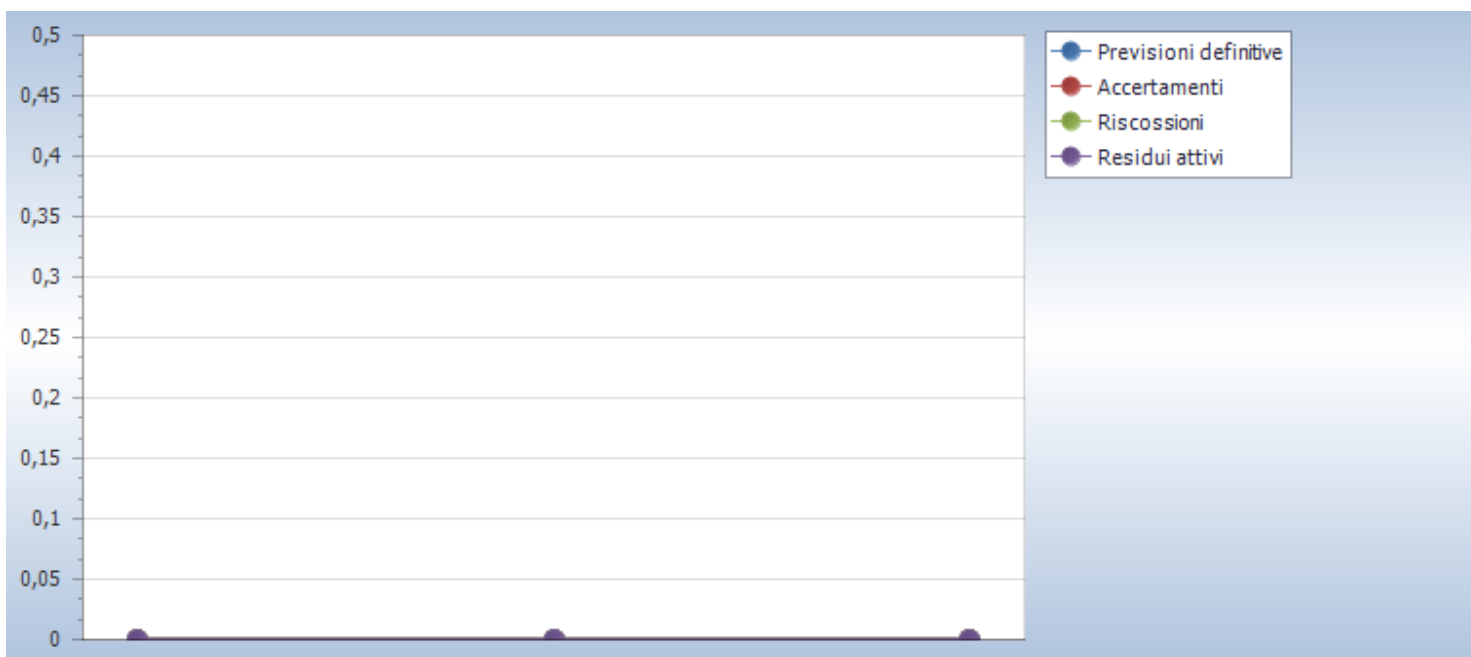 0,5
0,45
0,4
0,35
0,3
0,25
0,2
0,15
0,1
0,05
0
Previsioni definitive
Accertamenti
Riscossioni
Residui attivi